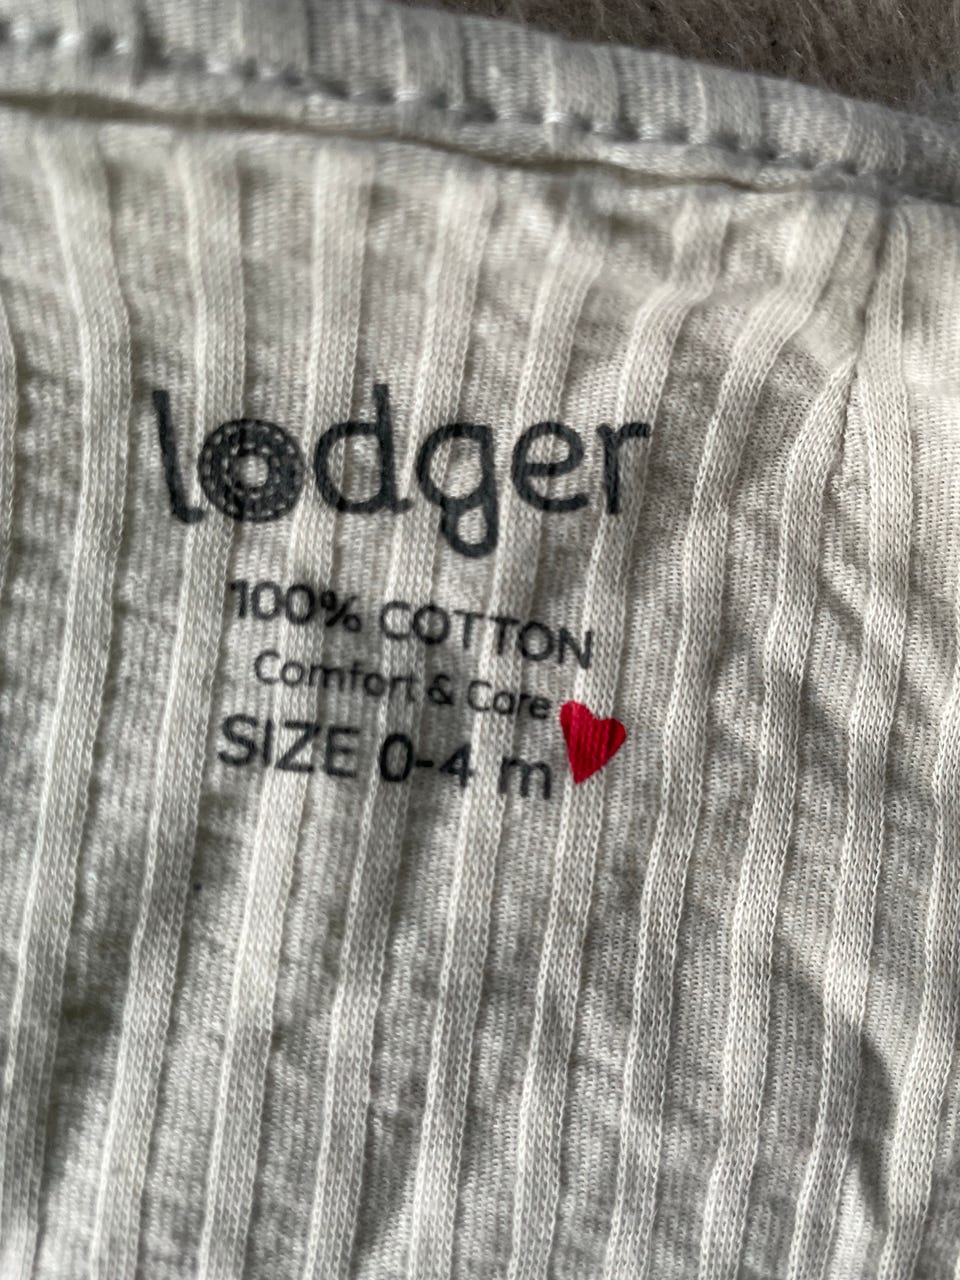 lodger
100% COTTON
Comfort & Care
SIZE 0-4 m